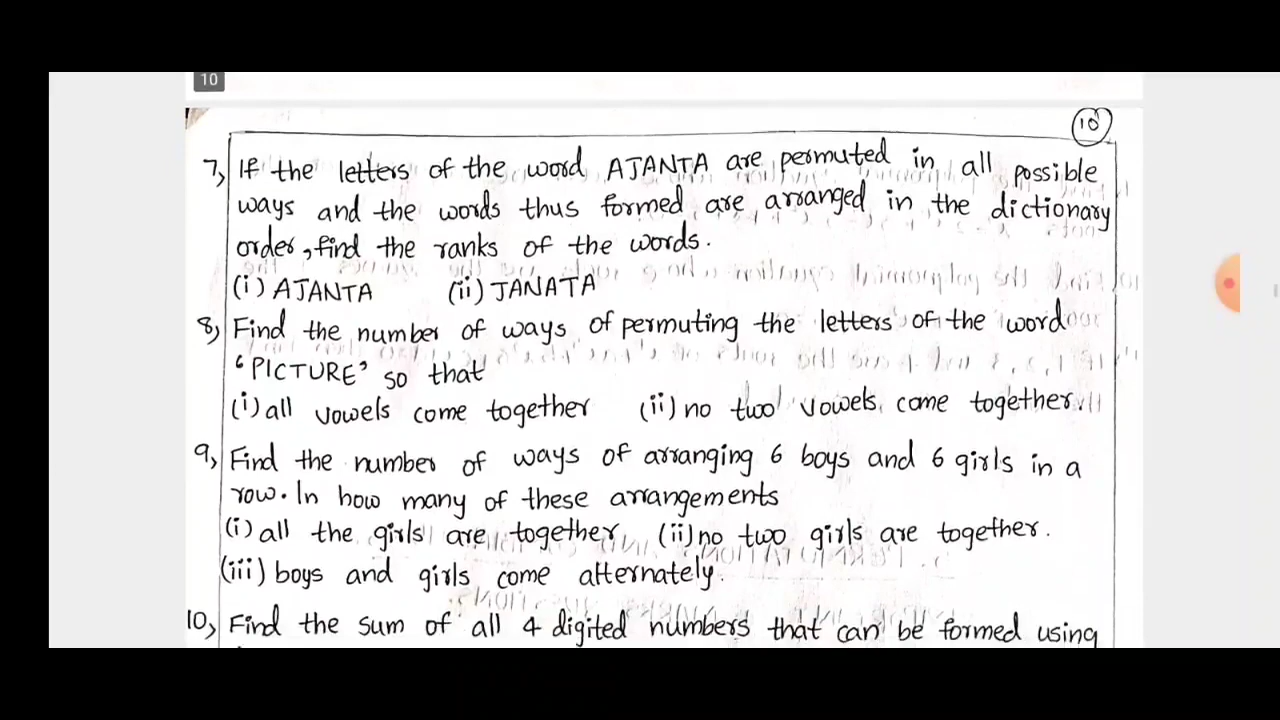 10
10
7, If the letters of the word AJANTA are permuted in all possible
ways and the words thus formed are arranged in the dictionary
order, find the ranks of the words.
(i) AJANTA (ii) JANATA
8, Find the number of ways of permuting the letters of the word
'PICTURE' so that
(i) all vowels come together (ii) no two vowels come together.
9, Find the number of ways of arranging 6 boys and 6 girls in a
row. In how many of these arrangements
(i) all the girls are together (ii) no two girls are together.
(iii) boys and girls come alternately.
10, Find the sum of all 4 digited numbers that can be formed using